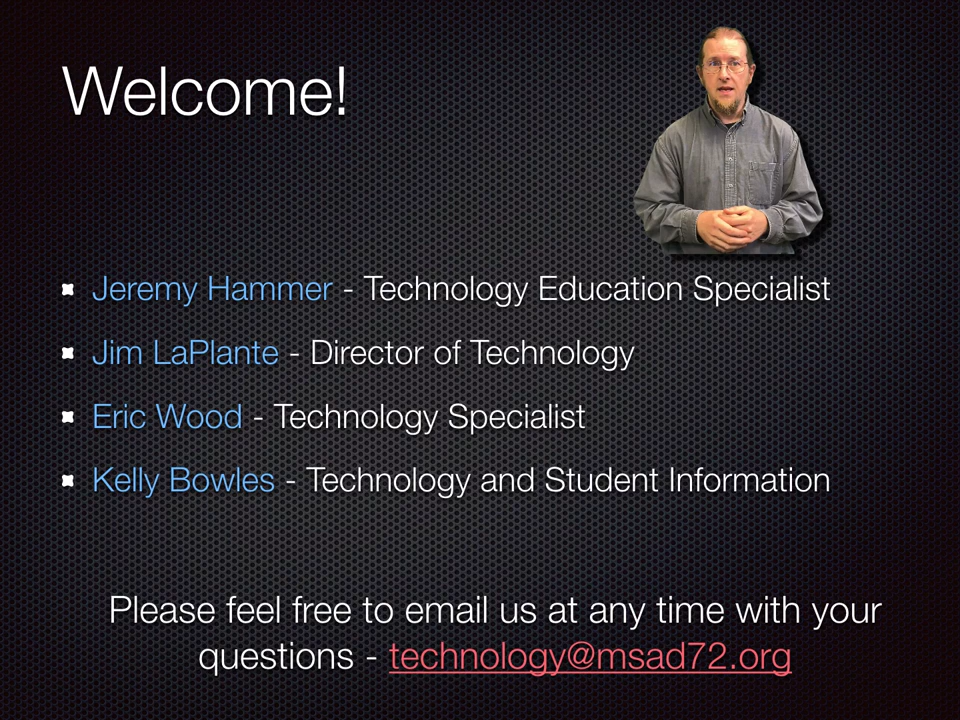 Welcome!
Jeremy Hammer - Technology Education Specialist
Jim LaPlante - Director of Technology
Eric Wood - Technology Specialist
Kelly Bowles - Technology and Student Information
Please feel free to email us at any time with your
questions - technology@msad72.org